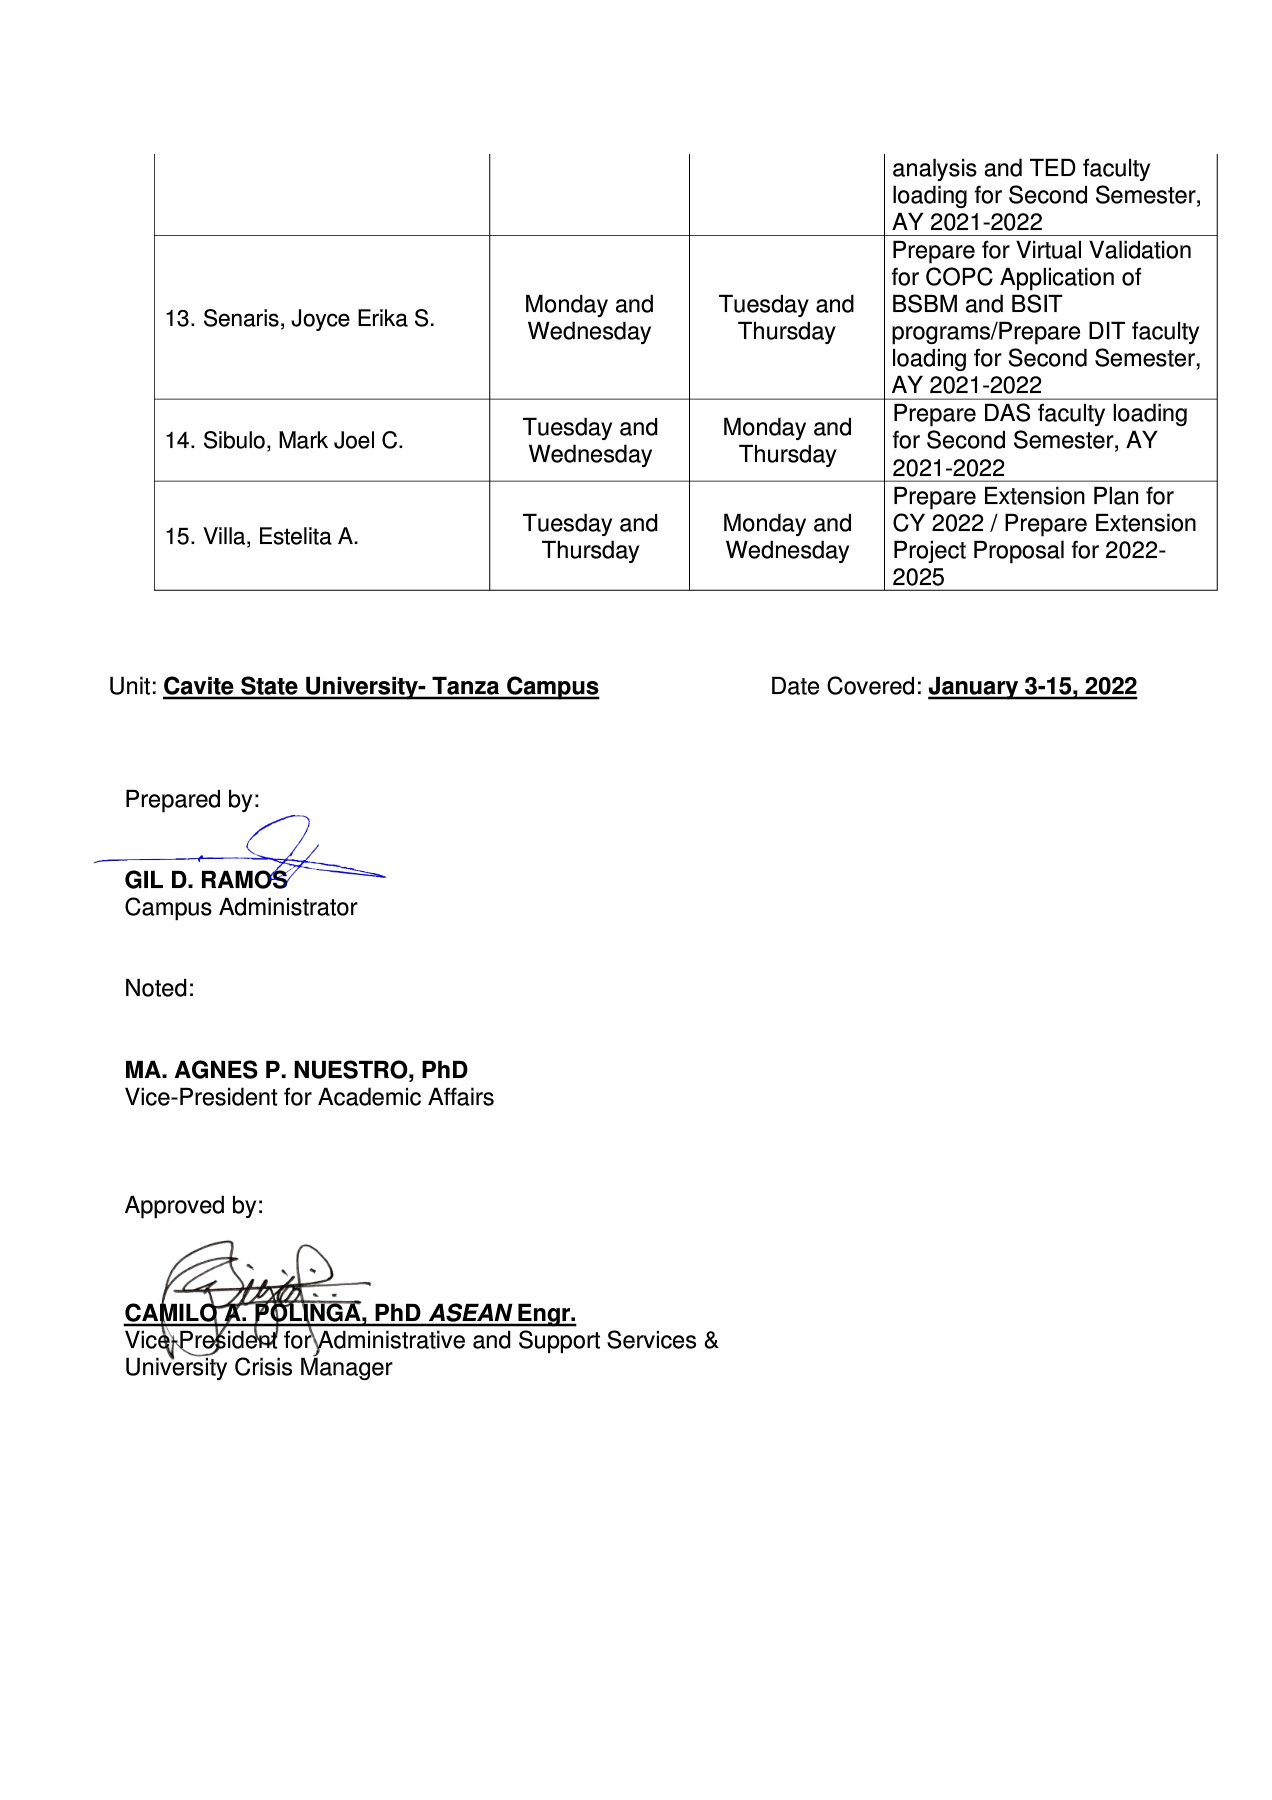 analysis and TED faculty
loading for Second Semester,
AY 2021-2022
13. Senaris, Joyce Erika S.
Monday and
Wednesday
Tuesday and
Thursday
Prepare for Virtual Validation
for COPC Application of
BSBM and BSIT
programs/Prepare DIT faculty
loading for Second Semester,
AY 2021-2022
14. Sibulo, Mark Joel C.
Tuesday and
Wednesday
Monday and
Thursday
Prepare DAS faculty loading
for Second Semester, AY
2021-2022
15. Villa, Estelita A.
Tuesday and
Thursday
Monday and
Wednesday
Prepare Extension Plan for
CY 2022 / Prepare Extension
Project Proposal for 2022-
2025
Unit: Cavite State University- Tanza Campus Date Covered: January 3-15, 2022
Prepared by:
GIL D. RAMOS
Campus Administrator
Noted:
MA. AGNES P. NUESTRO, PhD
Vice-President for Academic Affairs
Approved by:
CAMILO A. POLINGA, PhD ASEAN Engr.
Vice-President for Administrative and Support Services &
University Crisis Manager